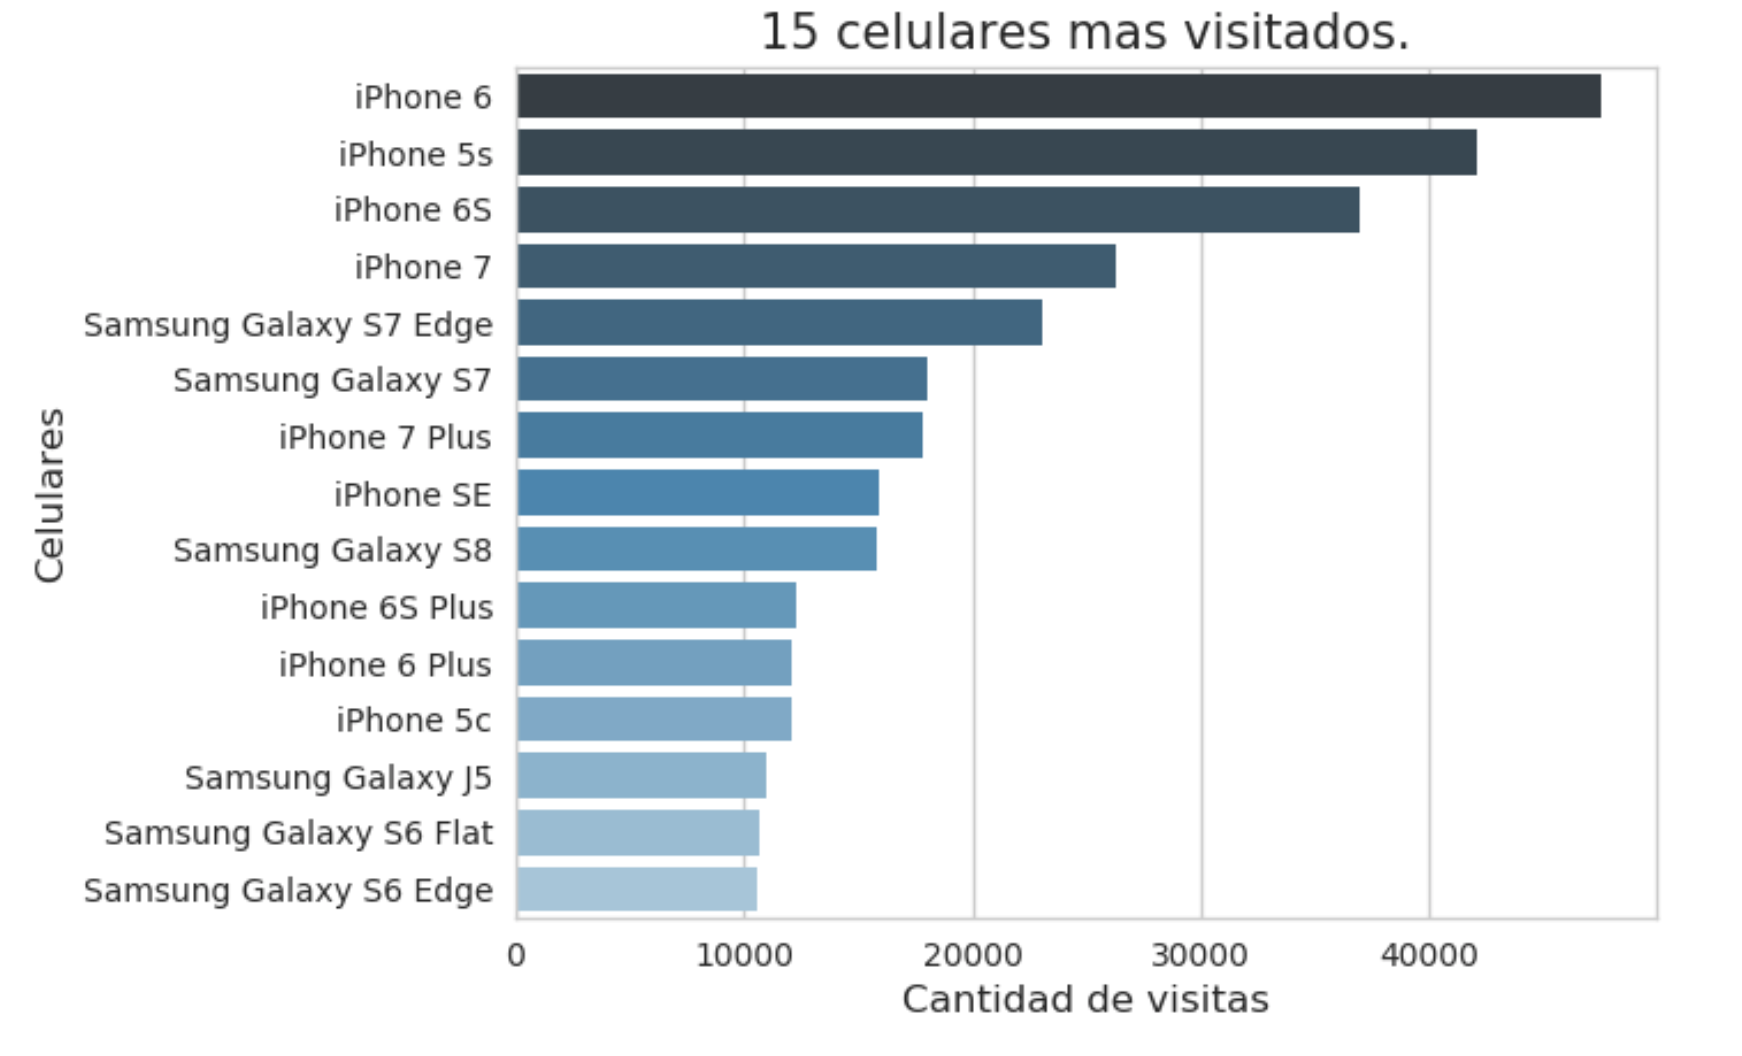 15 celulares mas visitados.
Celulares
iPhone 6
iPhone 5s
iPhone 6S
iPhone 7
Samsung Galaxy S7 Edge
Samsung Galaxy S7
iPhone 7 Plus
iPhone SE
Samsung Galaxy S8
iPhone 6S Plus
iPhone 6 Plus
iPhone 5c
Samsung Galaxy J5
Samsung Galaxy S6 Flat
Samsung Galaxy S6 Edge
0 10000 20000 30000 40000
Cantidad de visitas